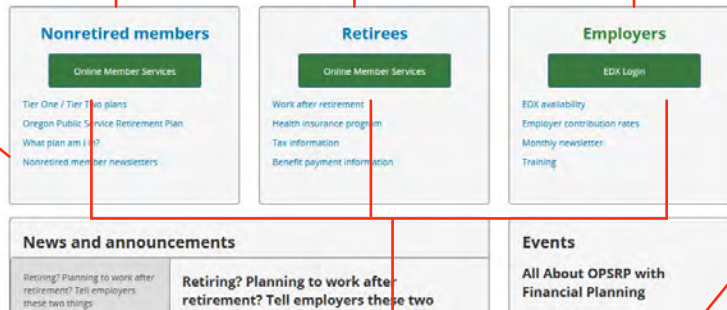 Nonretired members
Online Member Services
Tier One / Tier Two plans
Oregon Public Service Retirement Plan
What plan am I in?
Nonretired member newsletters
Retirees
Online Member Services
Work after retirement
Health insurance program
Tax information
Benefit payment information
Employers
EDX Login
EDX availability
Employer contribution rates
Monthly newsletter
Training
News and announcements
Retiring? Planning to work after
retirement? Tell employers
these two things
Retiring? Planning to work after
retirement? Tell employers these two
Events
All About OPSRP with
Financial Planning